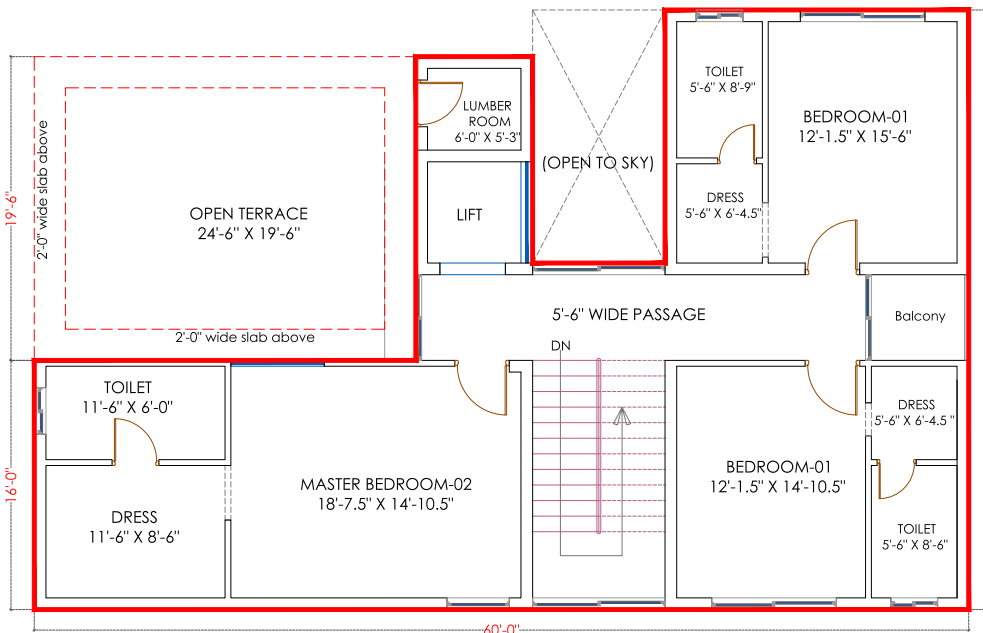 TOILET
5'-6" X 8'-9"
BEDROOM-01
12'-1.5" X 15'-6"
LUMBER
ROOM
6'-0" X 5'-3"
(OPEN TO SKY)
2'-0" wide slab above
19'-6"
OPEN TERRACE
24'-6" X 19'-6"
LIFT
DRESS
5'-6" X 6'-4.5"
5'-6" WIDE PASSAGE
Balcony
2'-0" wide slab above
DN
TOILET
11'-6" X 6'-0"
DRESS
5'-6" X 6'-4.5 "
16'-0"
MASTER BEDROOM-02
18'-7.5" X 14'-10.5"
BEDROOM-01
12'-1.5" X 14'-10.5"
DRESS
11'-6" X 8'-6"
TOILET
5'-6" X 8'-6"
60'-0"